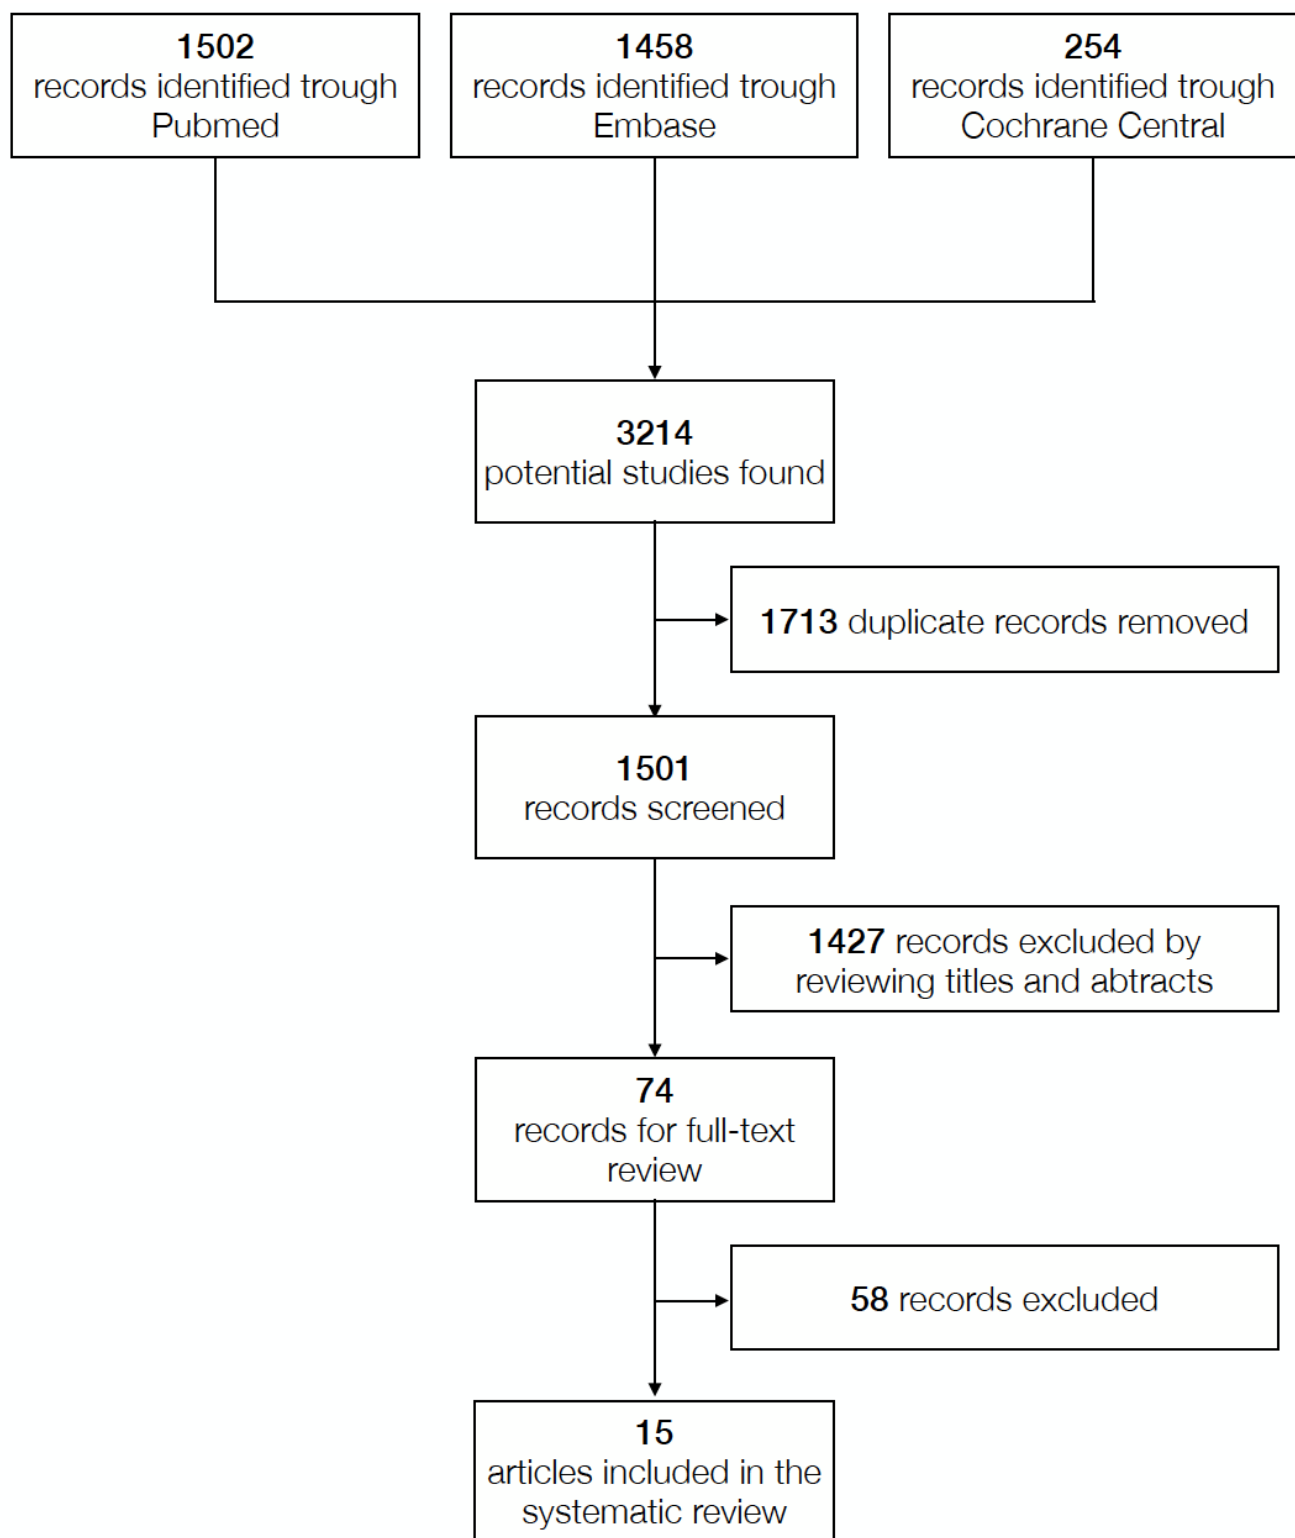 1502
records identified trough
Pubmed
1458
records identified trough
Embase
254
records identified trough
Cochrane Central
3214
potential studies found
1713 duplicate records removed
1501
records screened
1427 records excluded by
reviewing titles and abtracts
74
records for full-text
review
58 records excluded
15
articles included in the
systematic review